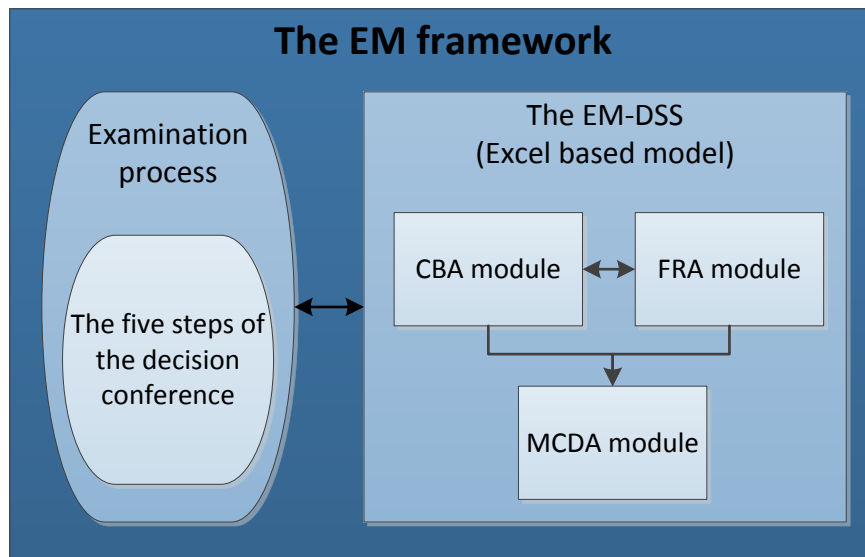 The EM framework
Examination
process
The five steps of
the decision
conference
The EM-DSS
(Excel based model)
CBA module
FRA module
MCDA module